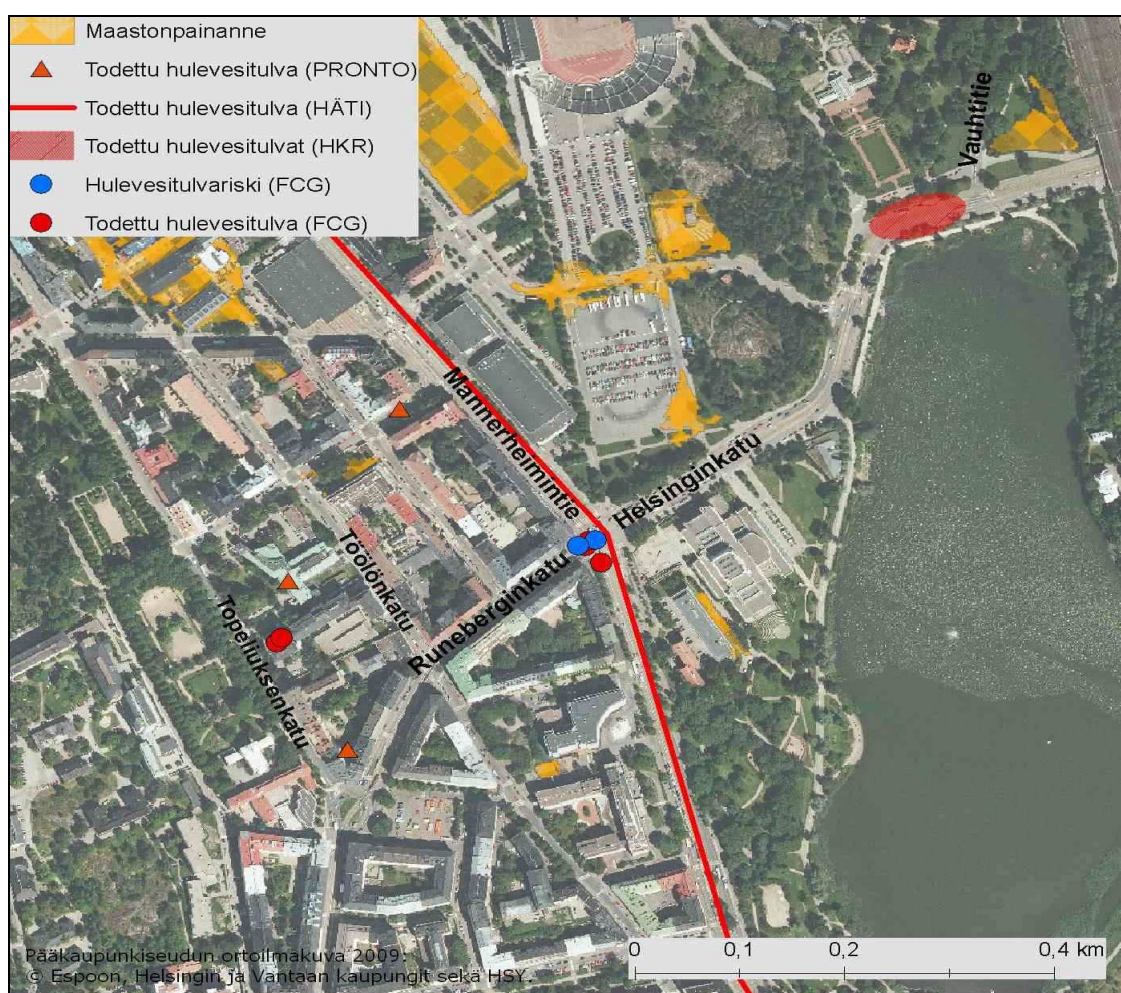 Maastonpainanne
Todettu hulevesitulva (PRONTO)
Todettu hulevesitulva (HÄTI)
Todettu hulevesitulvat (HKR)
Hulevesitulvariski (FCG)
Todettu hulevesitulva (FCG)
Vauhtitie
Mannerheimintie
Helsinginkatu
Töölönkatu
Runeberginkatu
Topeliuksenkatu
Pääkaupunkiseudun ortoilmakuva 2009:
© Espoon, Helsingin ja Vantaan kaupungit sekä HSY.
0 0,1 0,2 0,4 km